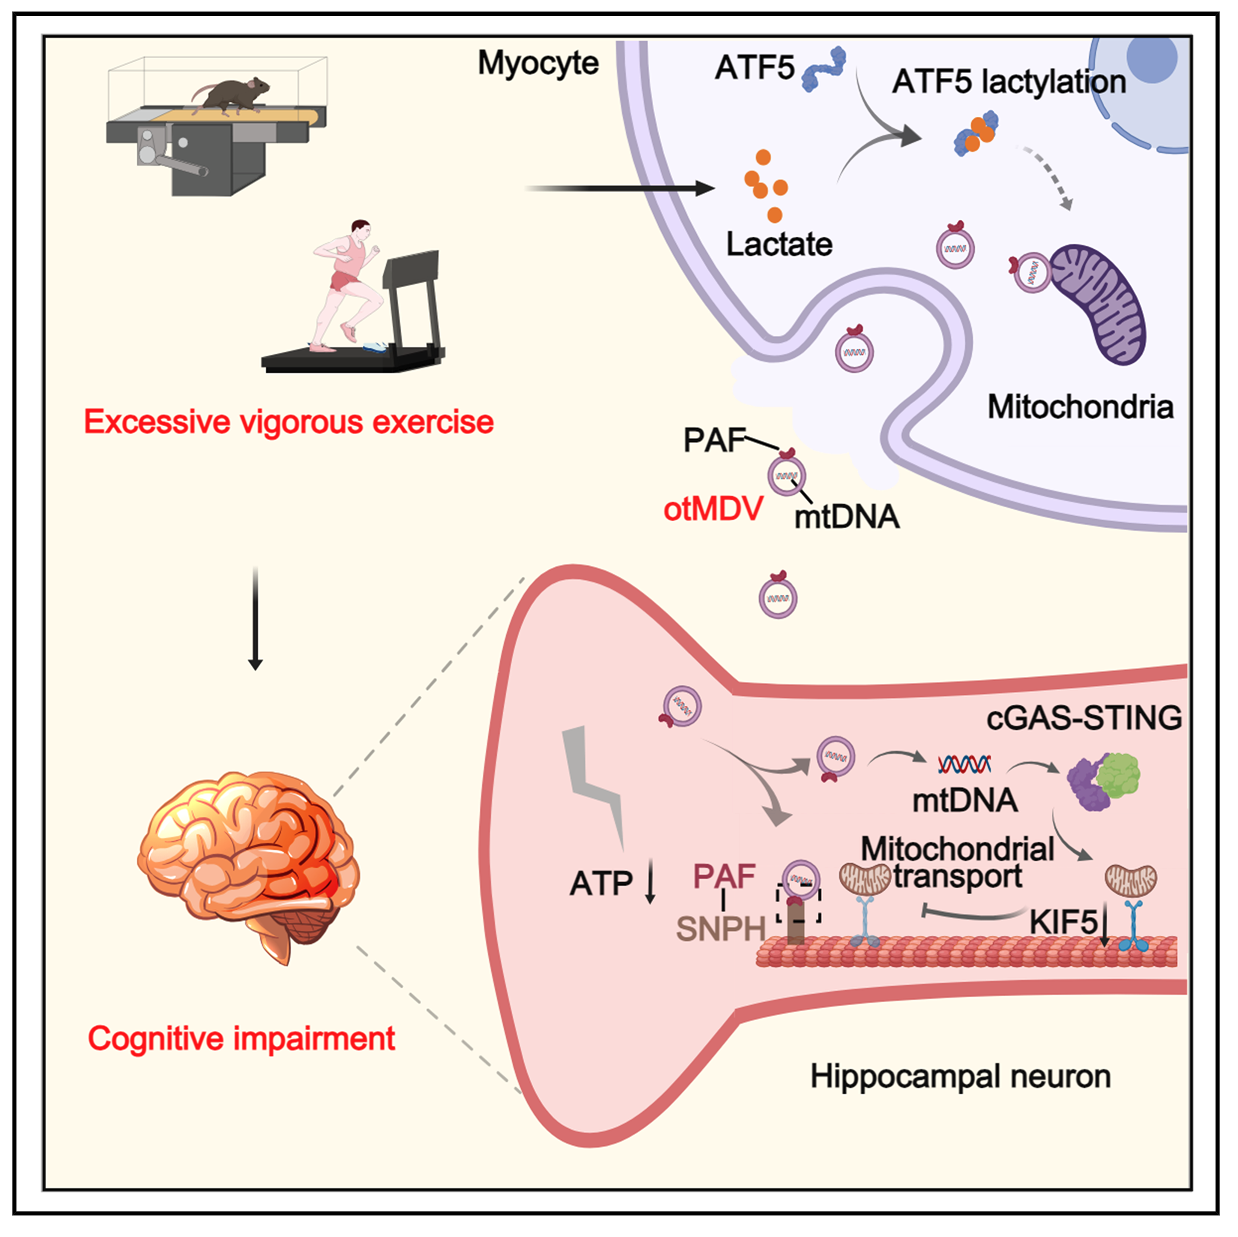 Myocyte
ATF5
ATF5 lactylation
Lactate
Mitochondria
Excessive vigorous exercise
PAF
otMDV
mtDNA
cGAS-STING
mtDNA
Mitochondrial
transport
ATP
PAF
SNPH
KIF5
Cognitive impairment
Hippocampal neuron